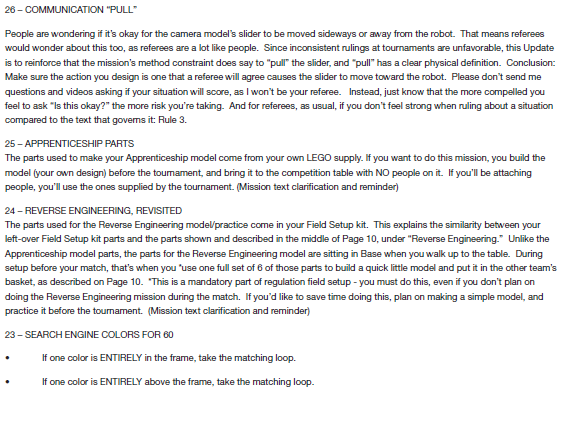 26 – COMMUNICATION “PULL”
People are wondering if it’s okay for the camera model’s slider to be moved sideways or away from the robot.  That means referees
would wonder about this too, as referees are a lot like people.  Since inconsistent rulings at tournaments are unfavorable, this Update
is to reinforce that the mission’s method constraint does say to “pull” the slider, and “pull” has a clear physical definition.  Conclusion:
Make sure the action you design is one that a referee will agree causes the slider to move toward the robot.  Please don’t send me
questions and videos asking if your situation will score, as I won’t be your referee.   Instead, just know that the more compelled you
feel to ask “Is this okay?” the more risk you’re taking.  And for referees, as usual, if you don’t feel strong when ruling about a situation
compared to the text that governs it: Rule 3.
25 – APPRENTICESHIP PARTS
The parts used to make your Apprenticeship model come from your own LEGO supply. If you want to do this mission, you build the
model (your own design) before the tournament, and bring it to the competition table with NO people on it.  If you’ll be attaching
people, you’ll use the ones supplied by the tournament. (Mission text clarification and reminder)
24 – REVERSE ENGINEERING, REVISITED
The parts used for the Reverse Engineering model/practice come in your Field Setup kit.  This explains the similarity between your
left-over Field Setup kit parts and the parts shown and described in the middle of Page 10, under “Reverse Engineering.”  Unlike the
Apprenticeship model parts, the parts for the Reverse Engineering model are sitting in Base when you walk up to the table.  During
setup before your match, that’s when you “use one full set of 6 of those parts to build a quick little model and put it in the other team’s
basket, as described on Page 10.  “This is a mandatory part of regulation field setup - you must do this, even if you don’t plan on
doing the Reverse Engineering mission during the match.  If you’d like to save time doing this, plan on making a simple model, and
practice it before the tournament.  (Mission text clarification and reminder)
23 – SEARCH ENGINE COLORS FOR 60
• If one color is ENTIRELY in the frame, take the matching loop.
• If one color is ENTIRELY above the frame, take the matching loop.